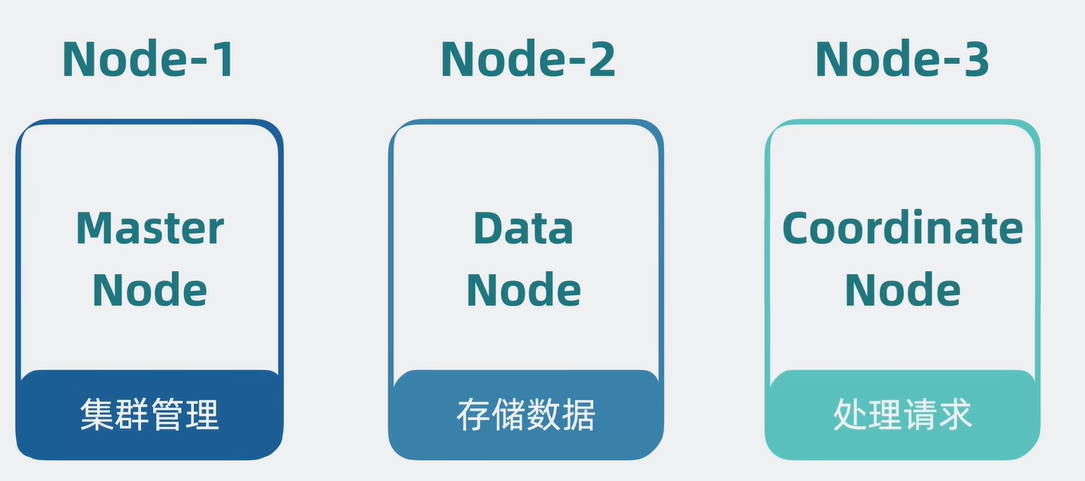 Node-1
Node-2
Node-3
Master
Node
Data
Node
Coordinate
Node
集群管理
存储数据
处理请求